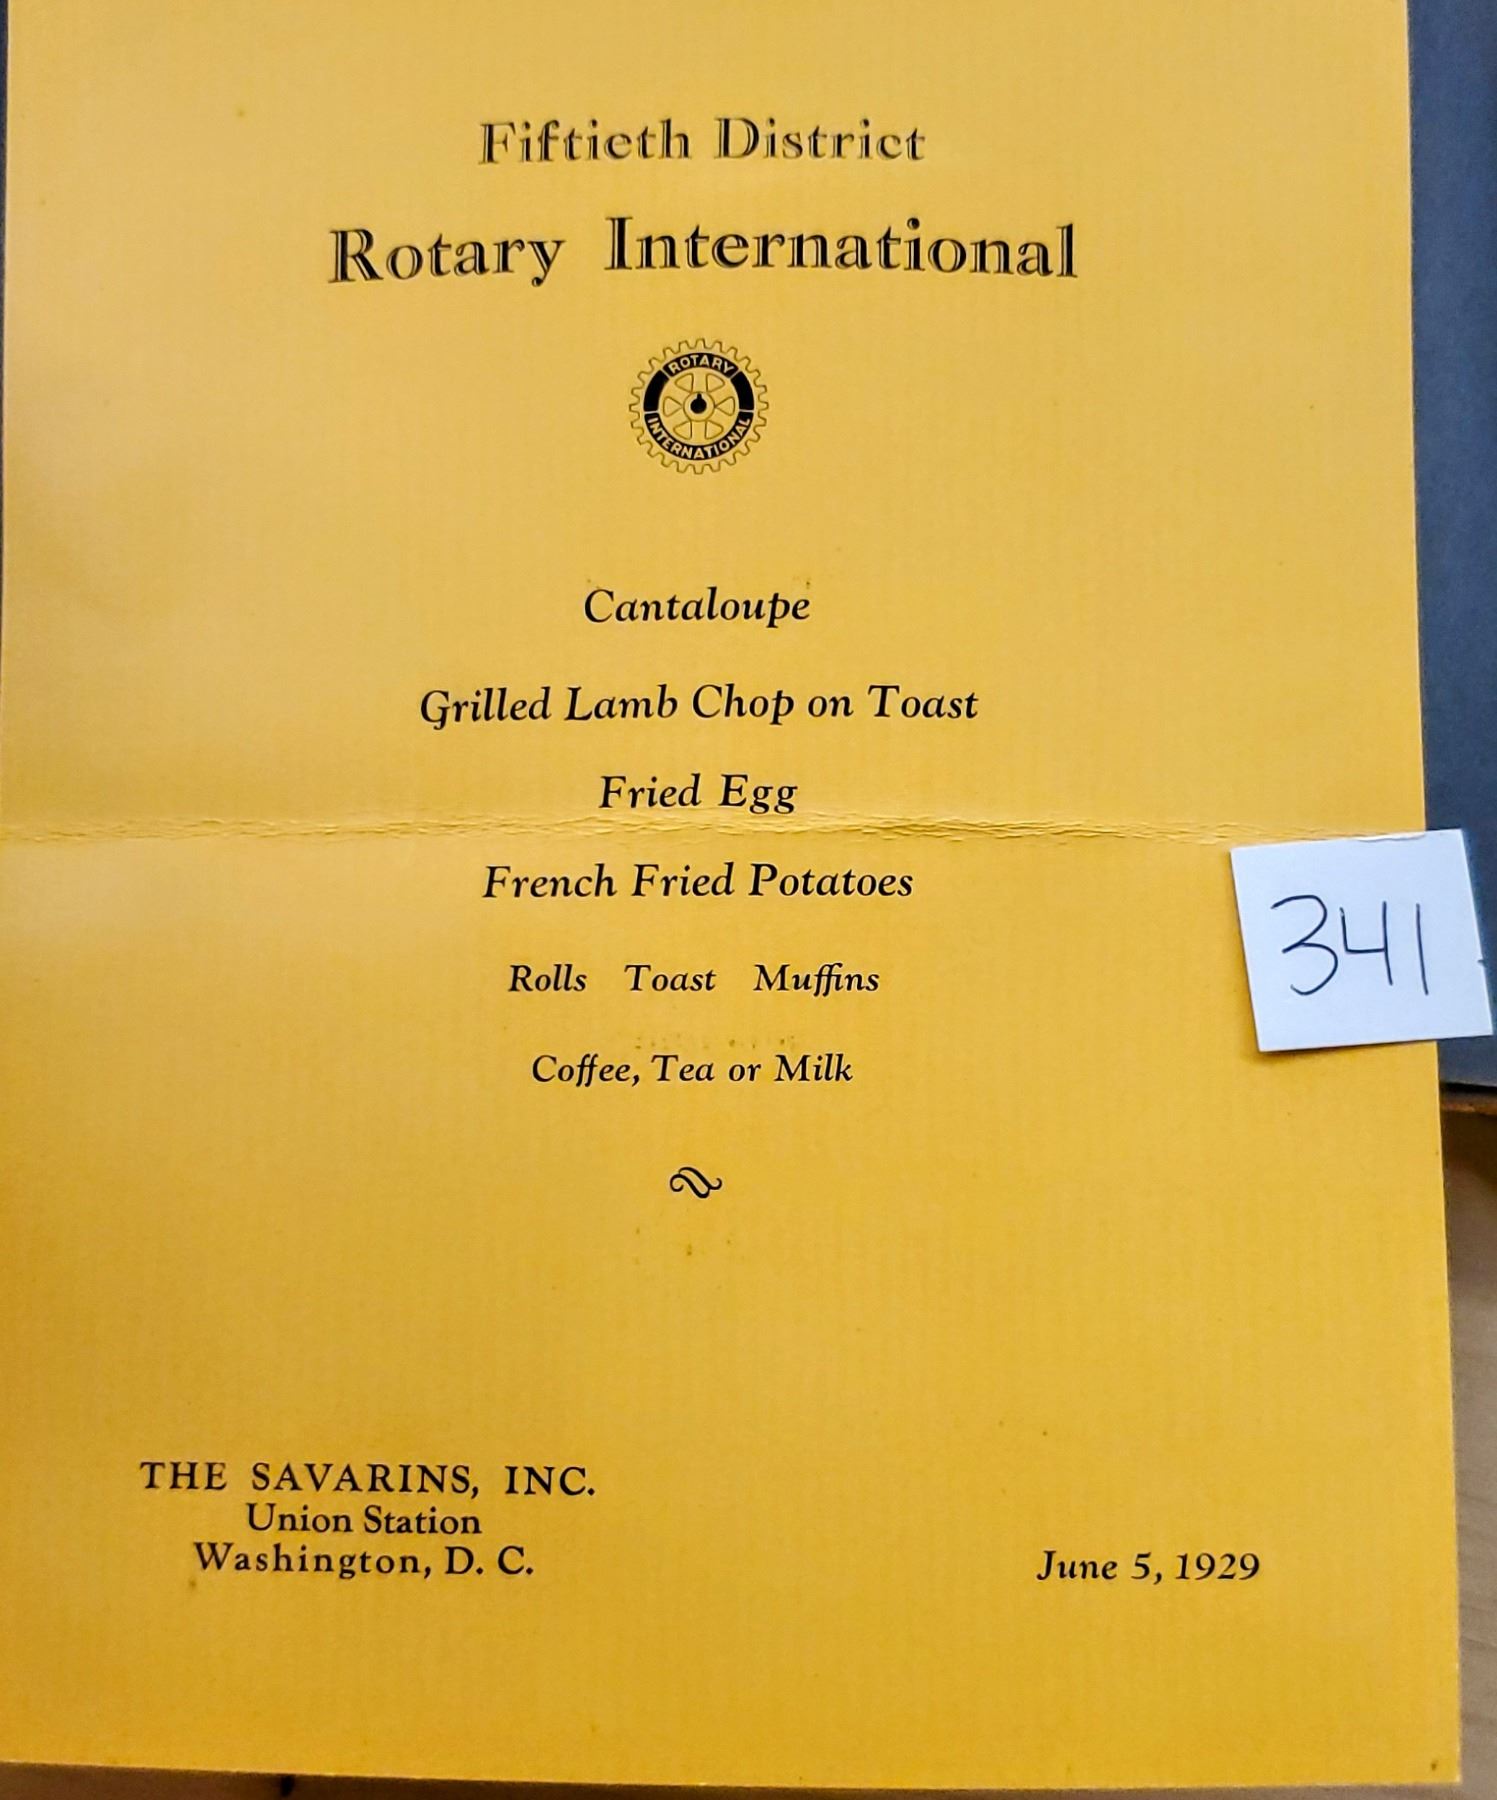 Fiftieth District
Rotary International
ROTARY
INTERNATIONAL
Cantaloupe
Grilled Lamb Chop on Toast
Fried Egg
French Fried Potatoes
341
Rolls Toast Muffins
Coffee, Tea or Milk
THE SAVARINS, INC.
Union Station
Washington, D. C.
June 5, 1929